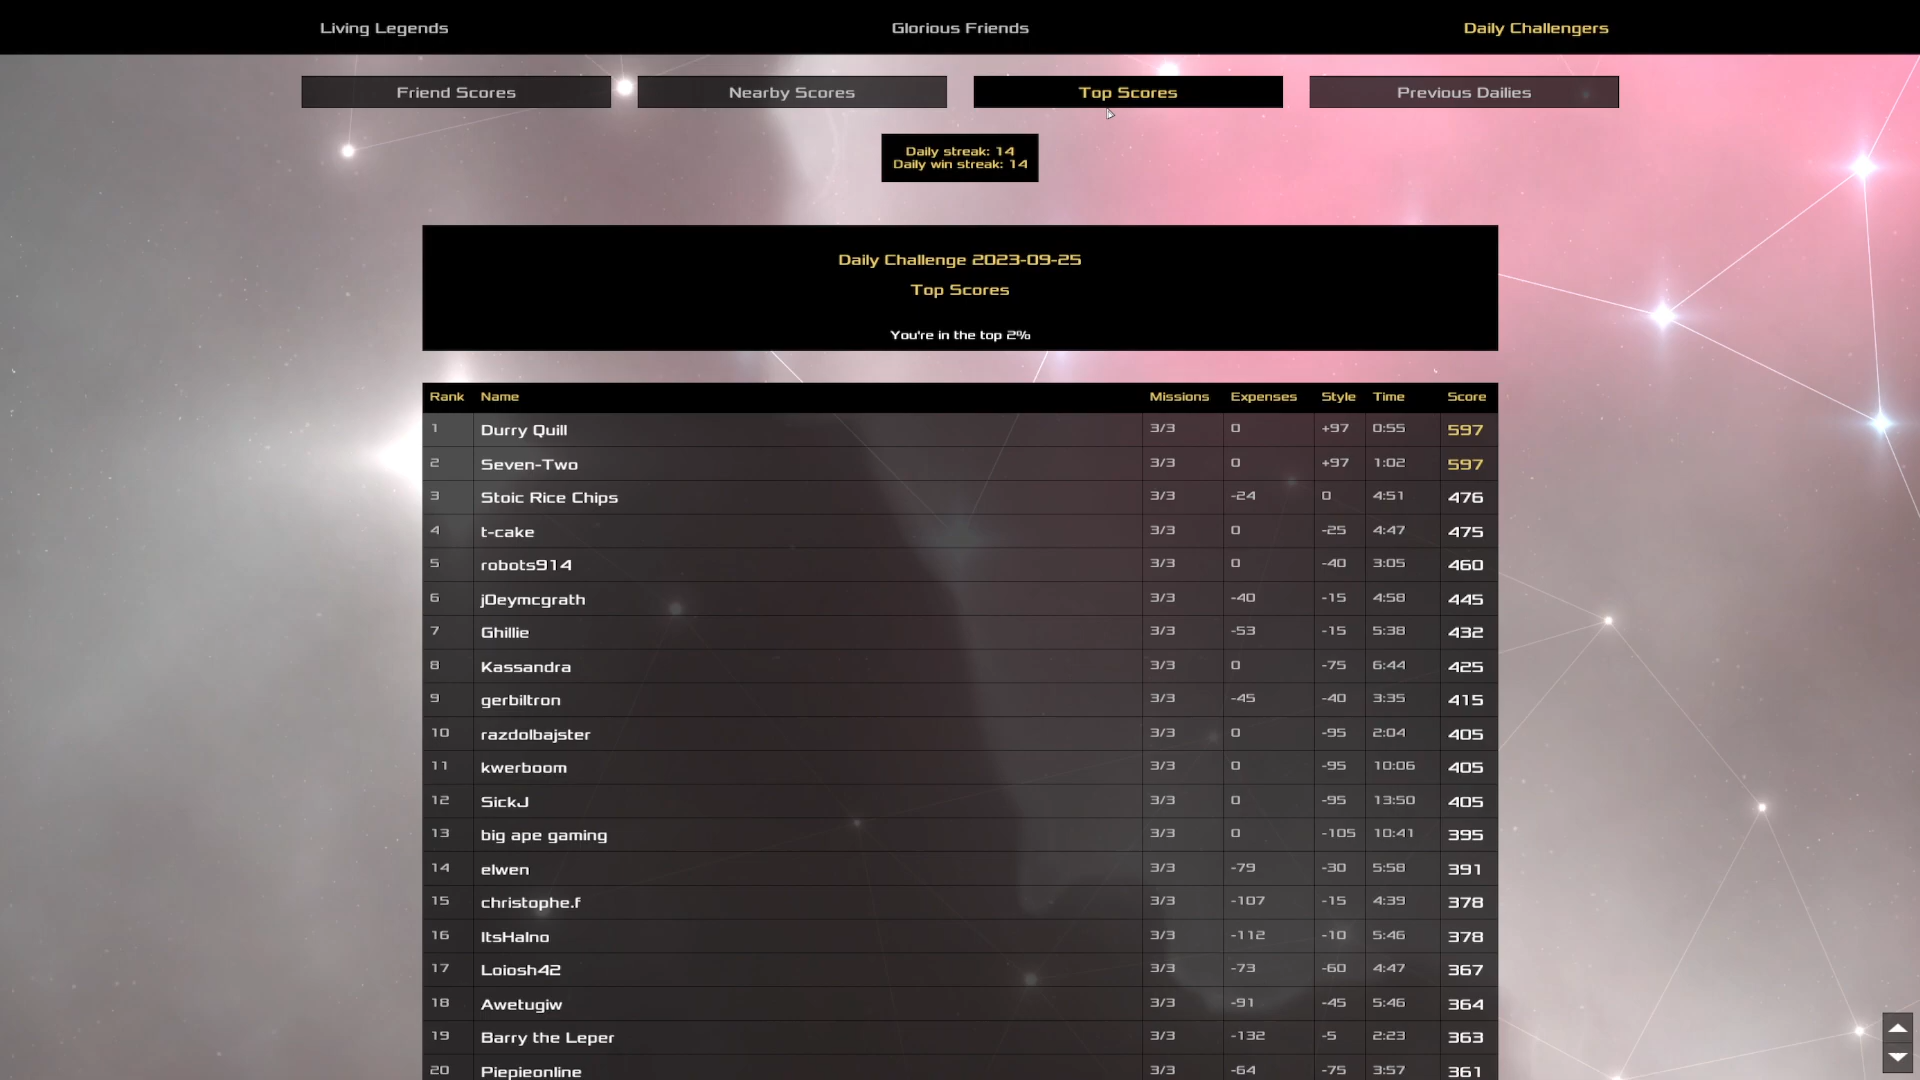 Living Legends Glorious Friends Daily Challengers
Friend Scores Nearby Scores Top Scores Previous Dailies
Daily streak: 14
Daily win streak: 14
Daily Challenge 2023-09-25
Top Scores
You're in the top 2%
Rank Name Missions Expenses Style Time Score
1 Durry Quill 3/3 0 +97 0:55 597
2 Seven-Two 3/3 0 +97 1:02 597
3 Stoic Rice Chips 3/3 -24 0 4:51 476
4 t-cake 3/3 0 -25 4:47 475
5 robots914 3/3 0 -40 3:05 460
6 j0eymcgrath 3/3 -40 -15 4:58 445
7 Ghillie 3/3 -53 -15 5:38 432
8 Kassandra 3/3 0 -75 6:44 425
9 gerbiltron 3/3 -45 -40 3:35 415
10 razdolbajster 3/3 0 -95 2:04 405
11 kwerboom 3/3 0 -95 10:06 405
12 SickJ 3/3 0 -95 13:50 405
13 big ape gaming 3/3 0 -105 10:41 395
14 elwen 3/3 -79 -30 5:58 391
15 christophe.f 3/3 -107 -15 4:39 378
16 ItsHalno 3/3 -112 -10 5:46 378
17 Loiosh42 3/3 -73 -60 4:47 367
18 Awetugiw 3/3 -91 -45 5:46 364
19 Barry the Leper 3/3 -132 -5 2:23 363
20 Piepieonline 3/3 -64 -75 3:57 361